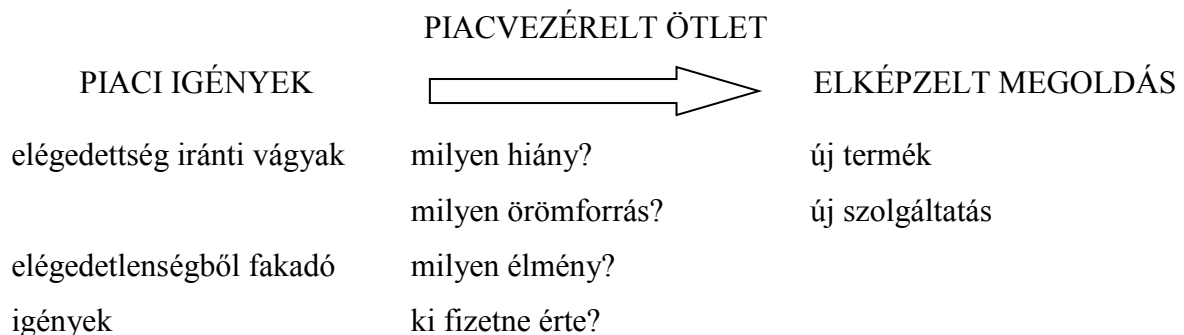 PIACVEZÉRELT ÖTLET
PIACI IGÉNYEK ELKÉPZELT MEGOLDÁS
elégedettség iránti vágyak milyen hiány? új termék
milyen örömforrás? új szolgáltatás
elégedetlenségből fakadó milyen élmény?
igények ki fizetne érte?